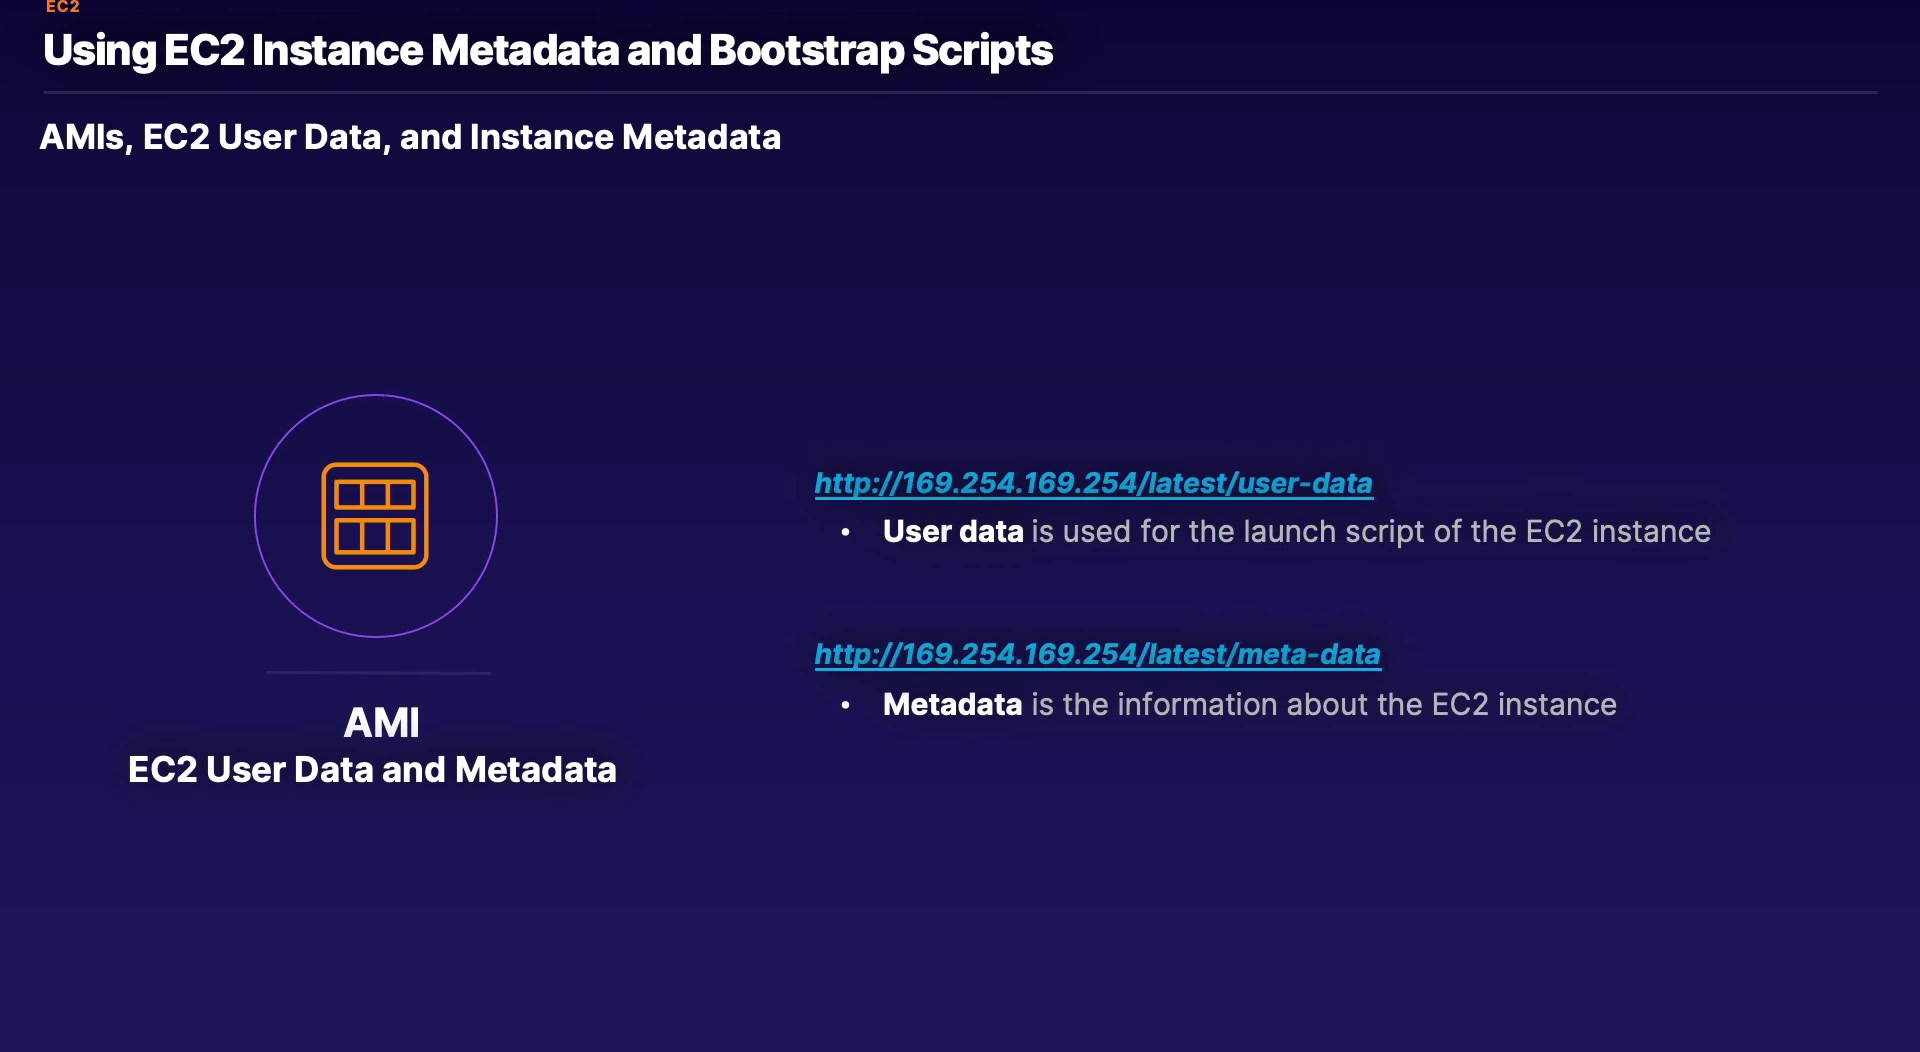 EC2
Using EC2 Instance Metadata and Bootstrap Scripts
AMIs, EC2 User Data, and Instance Metadata
AMI
EC2 User Data and Metadata
http://169.254.169.254/latest/user-data
• User data is used for the launch script of the EC2 instance
http://169.254.169.254/latest/meta-data
• Metadata is the information about the EC2 instance